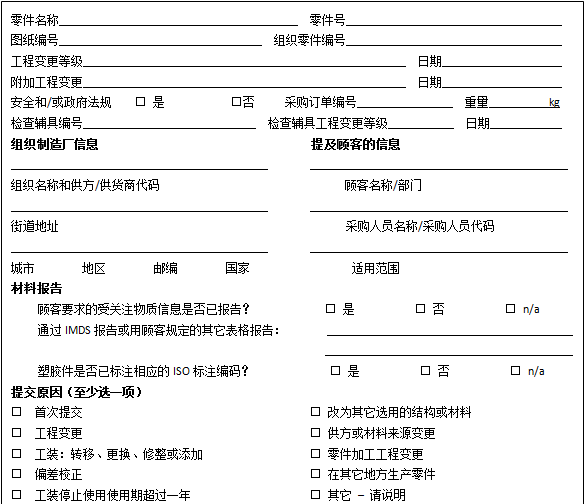 零件名称 零件号
图纸编号 组织零件编号
工程变更等级 日期
附加工程变更 日期
安全和/或政府法规 □ 是 □否 采购订单编号 重量 kg
检查辅具编号 检查辅具工程变更等级 日期
组织制造厂信息 提及顾客的信息
组织名称和供方/供货商代码 顾客名称/部门
街道地址 采购人员名称/采购人员代码
城市 地区 邮编 国家 适用范围
材料报告
顾客要求的受关注物质信息是否已报告? □ 是 □ 否 □ n/a
通过 IMDS 报告或用顾客规定的其它表格报告:
塑胶件是否已标注相应的 ISO 标注编码? □ 是 □ 否 □ n/a
提交原因(至少选一项)
□ 首次提交 □ 改为其它选用的结构或材料
□ 工程变更 □ 供方或材料来源变更
□ 工装:转移、更换、修整或添加 □ 零件加工工程变更
□ 偏差校正 □ 在其它地方生产零件
□ 工装停止使用使用期超过一年 □ 其它 – 请说明